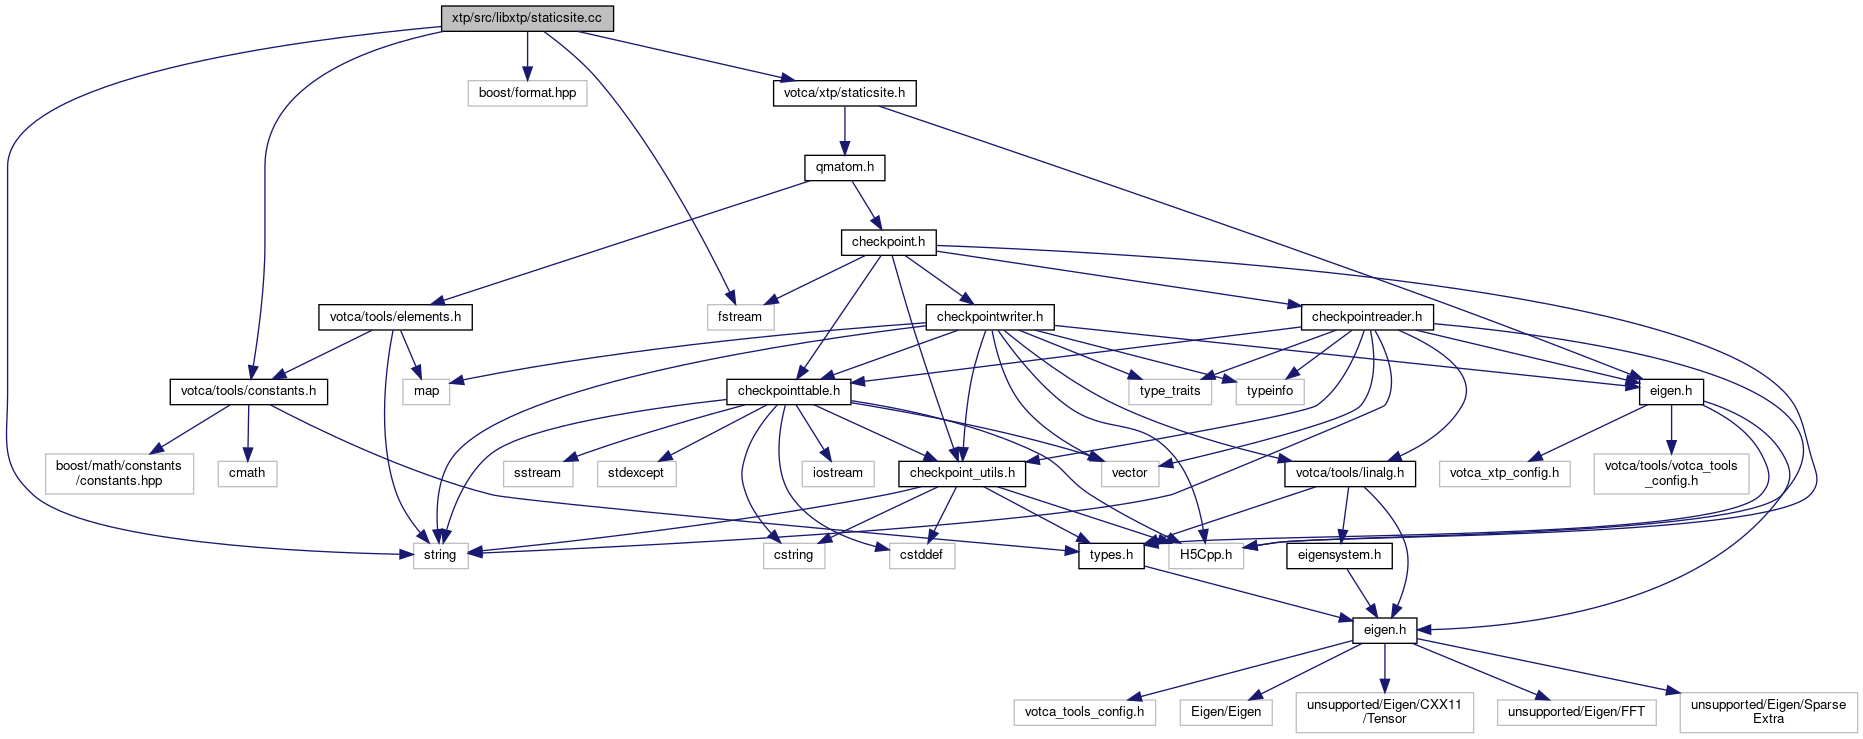 xtp/src/libxtp/staticsite.cc
boost/format.hpp
votca/xtp/staticsite.h
qmatom.h
checkpoint.h
votca/tools/elements.h
fstream
checkpointwriter.h
checkpointreader.h
votca/tools/constants.h
map
checkpointtable.h
type_traits
typeinfo
eigen.h
boost/math/constants
/constants.hpp
cmath
sstream
stdexcept
iostream
checkpoint_utils.h
vector
votca/tools/linalg.h
votca_xtp_config.h
votca/tools/votca_tools
_config.h
string
cstring
cstddef
types.h
H5Cpp.h
eigensystem.h
eigen.h
votca_tools_config.h
Eigen/Eigen
unsupported/Eigen/CXX11
/Tensor
unsupported/Eigen/FFT
unsupported/Eigen/Sparse
Extra